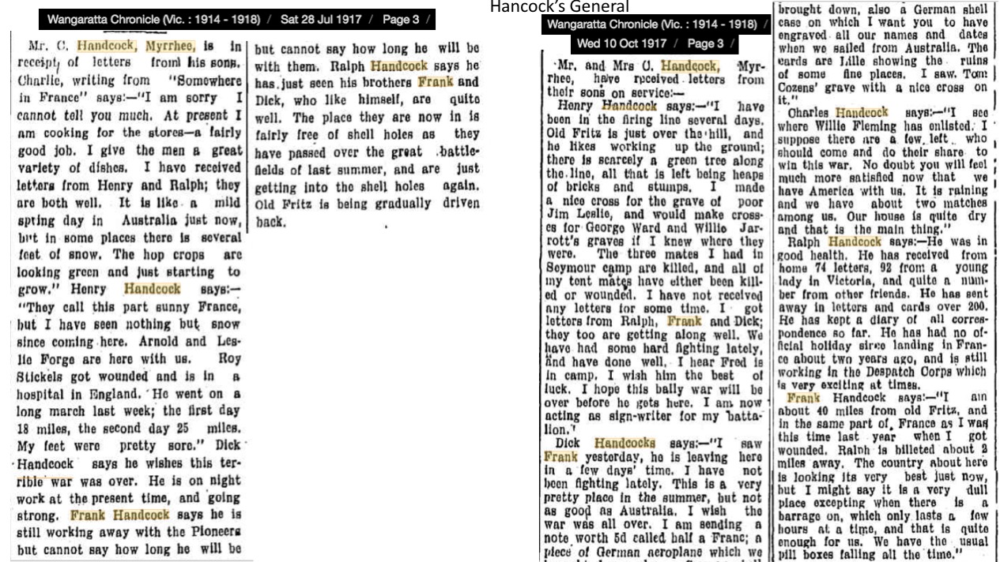 Hancock's General
Wangaratta Chronicle (Vic. : 1914 - 1918) / Sat 28 Jul 1917 / Page 3 /
Mr. C. Handcock, Myrrhee, is in
receipt of letters from his sons.
Charlie, writing from "Somewhere
in France" says:—"I am sorry I
cannot tell you much. At present I
am cooking for the stores—a fairly
good job. I give the men a great
variety of dishes. I have received
letters from Henry and Ralph; they
are both well. It is like a mild
spring day in Australia just now,
but in some places there is several
feet of snow. The hop crops are
looking green and just starting to
grow." Henry Handcock says:—
"They call this part sunny France,
but I have seen nothing but snow
since coming here. Arnold and Les-
lie Forge are here with us. Roy
Stickels got wounded and is in a
hospital in England. He went on a
long march last week; the first day
18 miles, the second day 25 miles.
My feet were pretty sore." Dick
Handcock says he wishes this ter-
rible war was over. He is on night
work at the present time, and going
strong. Frank Handcock says he is
still working away with the Pioneers
but cannot say how long he will be
but cannot say how long he will be
with them. Ralph Handcock says he
has just seen his brothers Frank and
Dick, who like himself, are quite
well. The place they are now in is
fairly free of shell holes as they
have passed over the great battle-
fields of last summer, and are just
getting into the shell holes again.
Old Fritz is being gradually driven
back.
Wangaratta Chronicle (Vic. : 1914 - 1918) /
Wed 10 Oct 1917 / Page 3 /
Mr. and Mrs C. Handcock, Myr-
rhee, have received letters from
their sons on service:—
Henry Handcock says:—"I have
been in the firing line several days.
Old Fritz is just over the hill, and
he likes working up the ground;
there is scarcely a green tree along
the line, all that is left being heaps
of bricks and stumps. I made
a nice cross for the grave of poor
Jim Leslie, and would make cross-
es for George Ward and Willie Jar-
rott's graves if I knew where they
were. The three mates I had in
Seymour camp are killed, and all of
my tent mates have either been kill-
ed or wounded. I have not received
any letters for some time. I got
letters from Ralph, Frank and Dick;
they too are getting along well. We
have had some hard fighting lately,
and have done well. I hear Fred is
in camp. I wish him the best of
luck. I hope this bally war will be
over before he gets here. I am now
acting as sign-writer for my batta-
lion."
Dick Handcocks says:—"I saw
Frank yesterday, he is leaving here
in a few days' time. I have not
been fighting lately. This is a very
pretty place in the summer, but not
as good as Australia. I wish the
war was all over. I am sending a
note worth 5d called half a Franc; a
piece of German aeroplane which we
brought down, also a German shell
case on which I want you to have
engraved all our names and dates
when we sailed from Australia. The
cards are Lille showing the ruins
of some fine places. I saw Tom
Cozens' grave with a nice cross on
it."
Charles Handcock says:—"I see
where Willie Fleming has enlisted. I
suppose there are a few left who
should come and do their share to
win this war. No doubt you will feel
much more satisfied now that we
have America with us. It is raining
and we have about two matches
among us. Our house is quite dry
and that is the main thing."
Ralph Handcock says:—He was in
good health. He has received from
home 74 letters, 92 from a young
lady in Victoria, and quite a num-
ber from other friends. He has sent
away in letters and cards over 200.
He has kept a diary of all corres-
pondence so far. He has had no of-
ficial holiday since landing in Fran-
ce about two years ago, and is still
working in the Despatch Corps which
is very exciting at times.
Frank Handcock says:—"I am
about 40 miles from old Fritz, and
in the same part of France as I was
this time last year when I got
wounded. Ralph is billeted about 2
miles away. The country about here
is looking its very best just now,
but I might say it is a very dull
place excepting when there is a
barrage on, which only lasts a few
hours at a time, and that is quite
enough for us. We have the usual
pill boxes falling all the time."